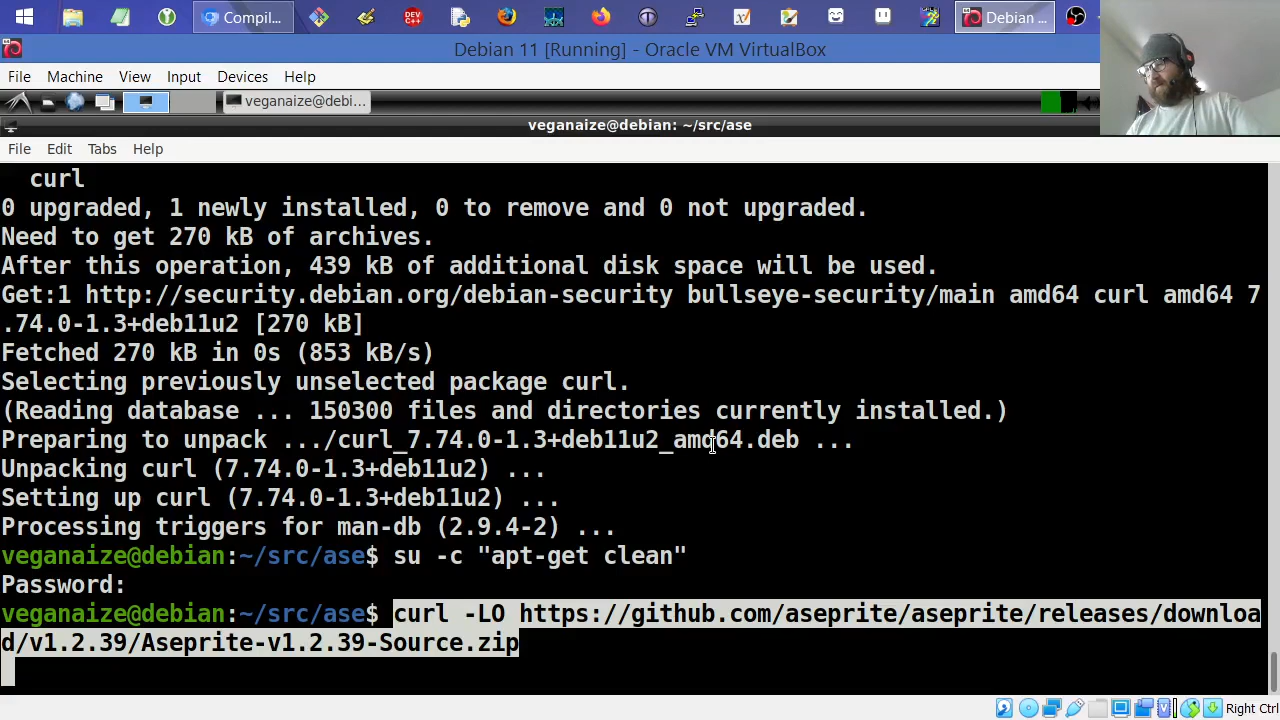 Compil...
Debian ...
Debian 11 [Running] - Oracle VM VirtualBox
File Machine View Input Devices Help
veganaize@debi...
veganaize@debian: ~/src/ase
File Edit Tabs Help
curl
0 upgraded, 1 newly installed, 0 to remove and 0 not upgraded.
Need to get 270 kB of archives.
After this operation, 439 kB of additional disk space will be used.
Get:1 http://security.debian.org/debian-security bullseye-security/main amd64 curl amd64 7
.74.0-1.3+deb11u2 [270 kB]
Fetched 270 kB in 0s (853 kB/s)
Selecting previously unselected package curl.
(Reading database ... 150300 files and directories currently installed.)
Preparing to unpack .../curl_7.74.0-1.3+deb11u2_amd64.deb ...
Unpacking curl (7.74.0-1.3+deb11u2) ...
Setting up curl (7.74.0-1.3+deb11u2) ...
Processing triggers for man-db (2.9.4-2) ...
veganaize@debian:~/src/ase$ su -c "apt-get clean"
Password:
veganaize@debian:~/src/ase$ curl -LO https://github.com/aseprite/aseprite/releases/downloa
d/v1.2.39/Aseprite-v1.2.39-Source.zip
Right Ctrl